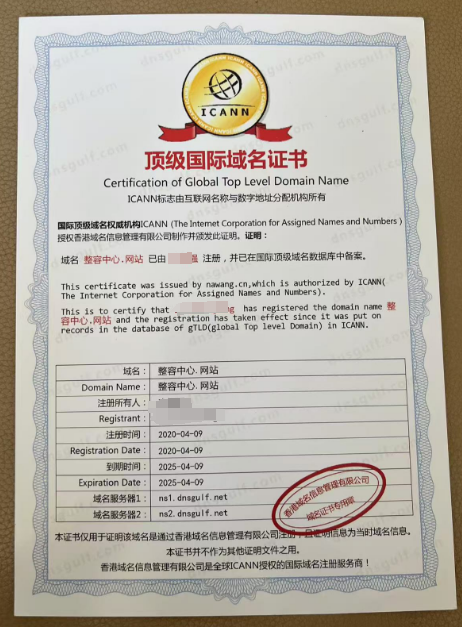 ICANN
顶级国际域名证书
Certification of Global Top Level Domain Name
ICANN标志由互联网名称与数字地址分配机构所有
国际顶级域名权威机构ICANN (The Internet Corporation for Assigned Names and Numbers )
授权香港域名信息管理有限公司制作并颁发此证明。证明：
域名 整容中心.网站 已由 强 注册，并已在国际顶级域名数据库中备案。
This certificate was issued by nawang.cn,which is authorized by ICANN(
The Internet Corporation for Assigned Names and Numbers).
This is to certify that g has registered the domain name 整
容中心.网站 and the registration has taken effect since it was put on
records in the database of gTLD(global Top level Domain) in ICANN.
域名： 整容中心.网站
Domain Name： 整容中心.网站
注册所有人：
Registrant：
注册时间： 2020-04-09
Registration Date： 2020-04-09
到期时间： 2025-04-09
Expiration Date： 2025-04-09
域名服务器1： ns1.dnsgulf.net
域名服务器2： ns2.dnsgulf.net
香港域名信息管理有限公司
域名证书专用章
本证书仅用于证明该域名是通过香港域名信息管理有限公司注册，且证明信息为当时域名信息。
本证书并不作为其他证明文件之用。
香港域名信息管理有限公司是全球ICANN授权的国际域名注册服务商！
dnsgulf.com